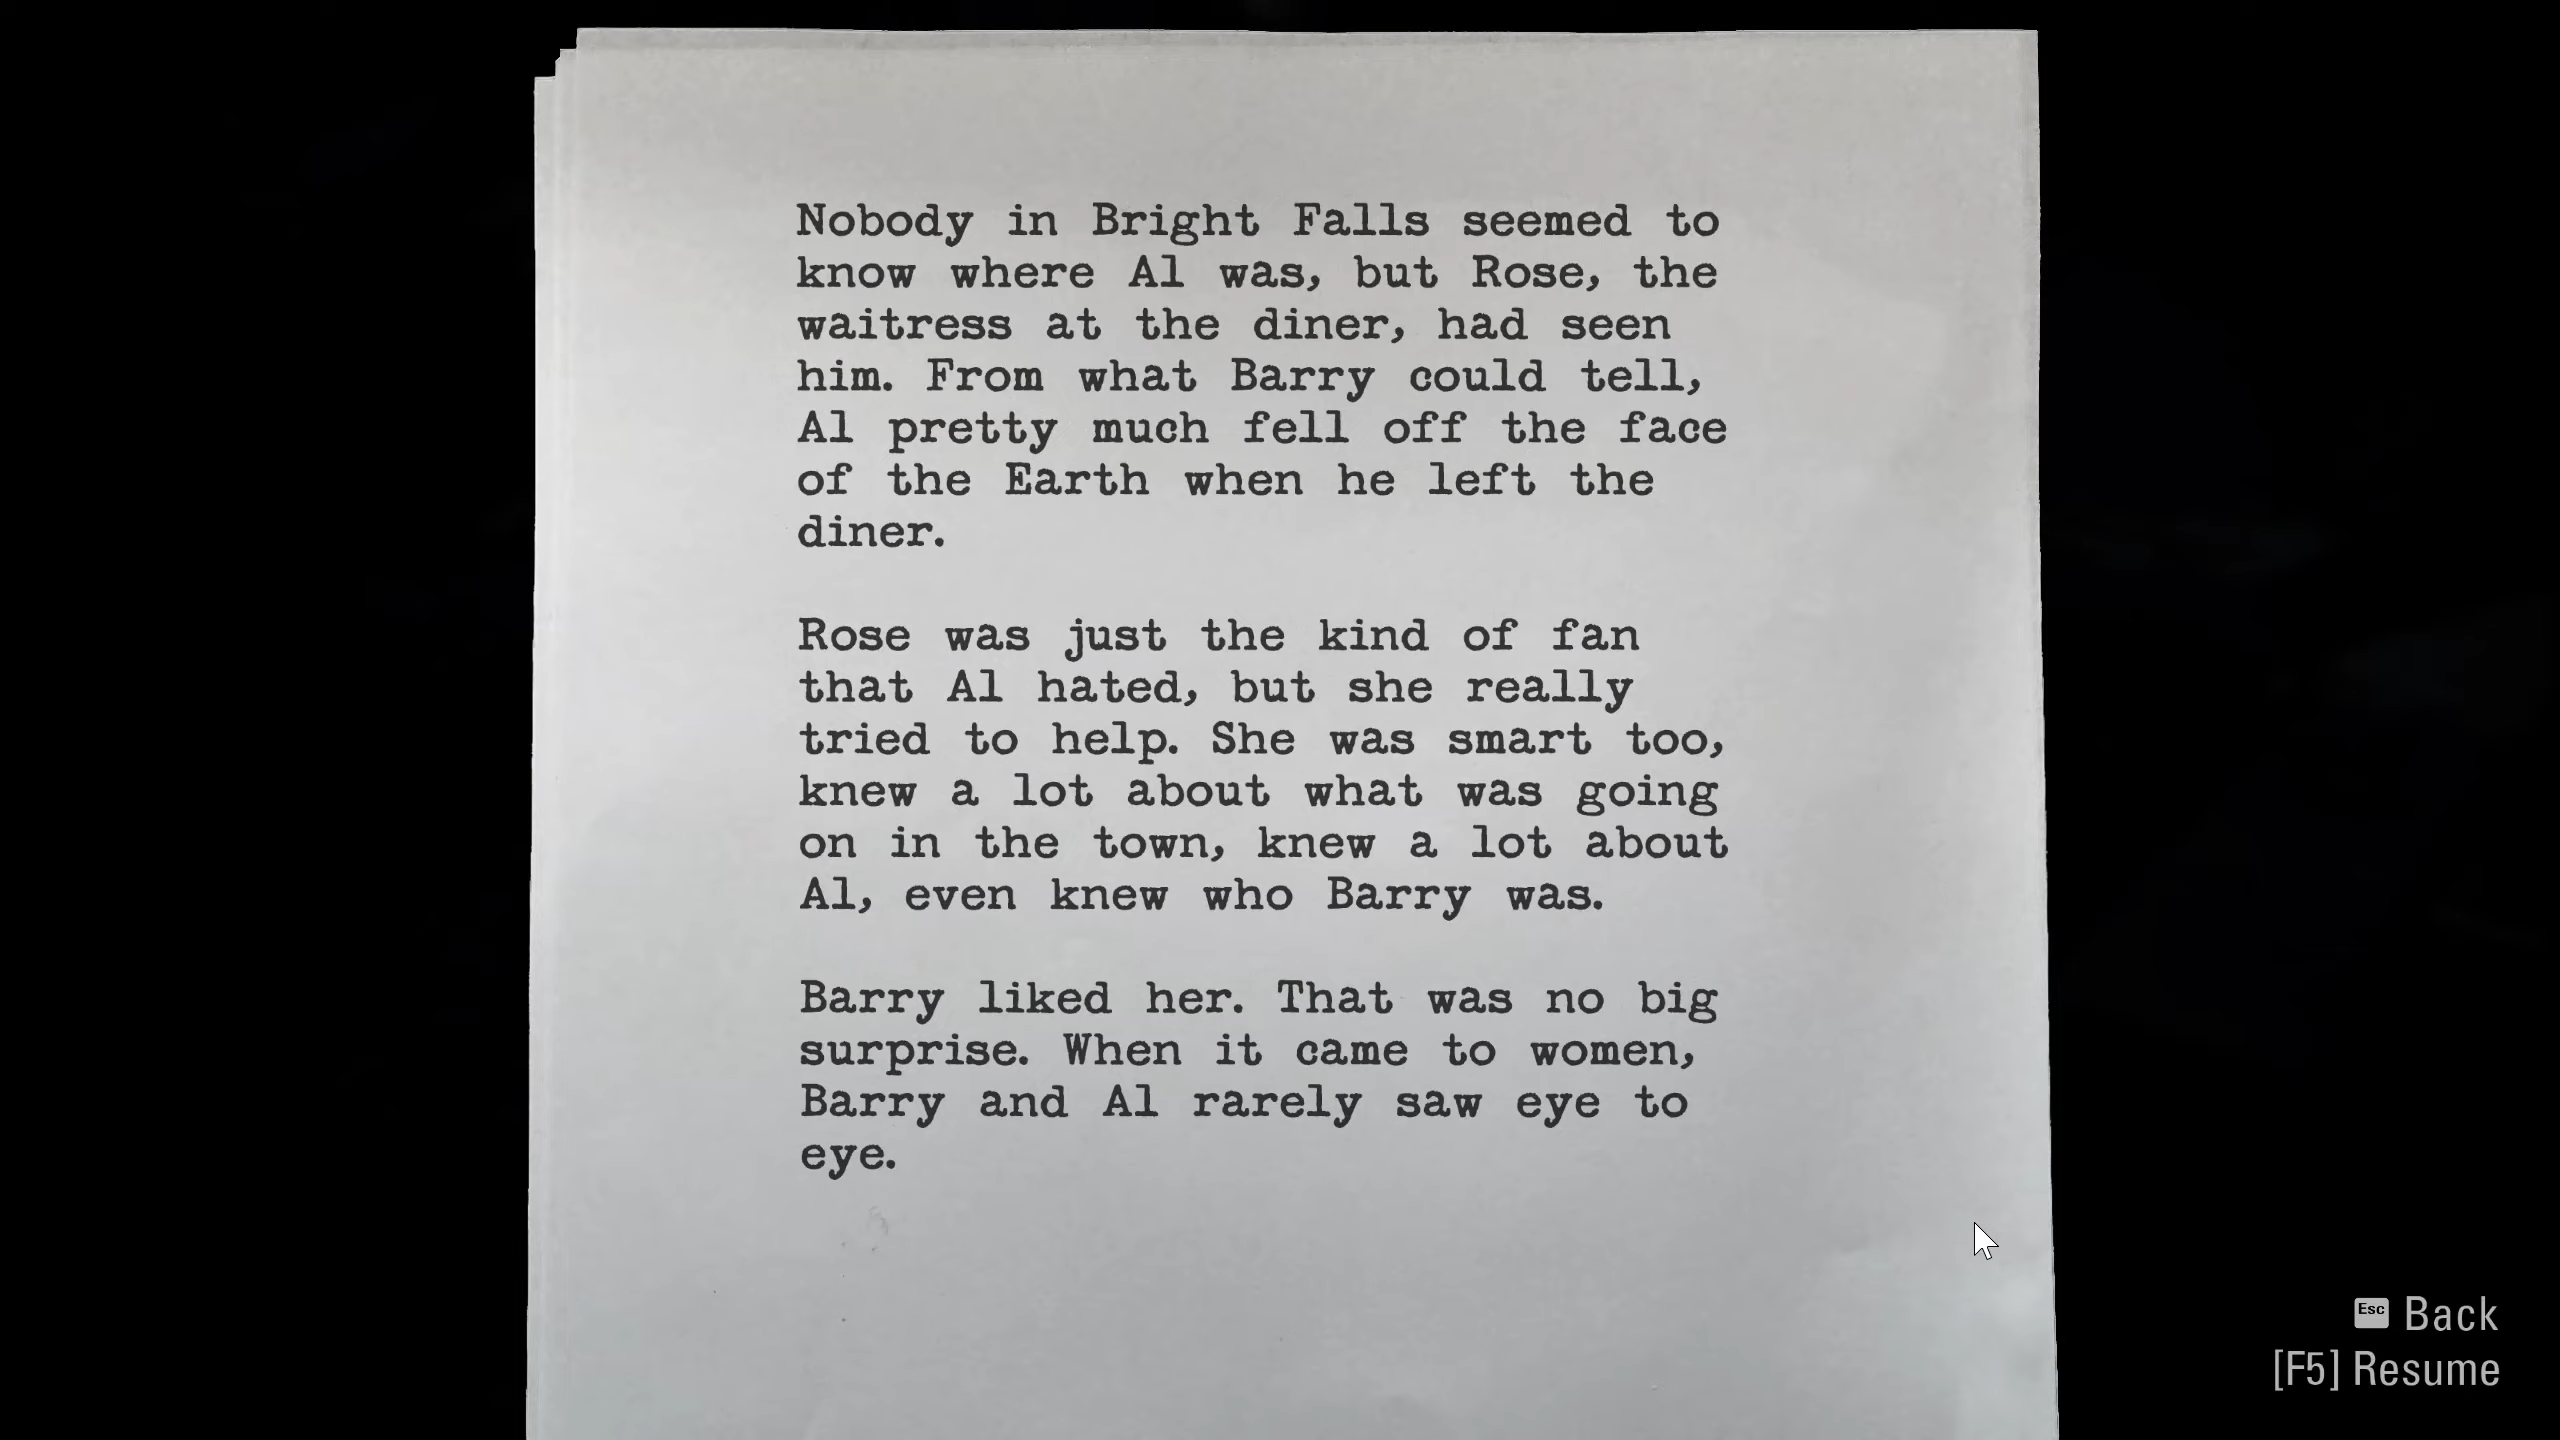 Nobody in Bright Falls seemed to
know where Al was, but Rose, the
waitress at the diner, had seen
him. From what Barry could tell,
Al pretty much fell off the face
of the Earth when he left the
diner.
Rose was just the kind of fan
that Al hated, but she really
tried to help. She was smart too,
knew a lot about what was going
on in the town, knew a lot about
Al, even knew who Barry was.
Barry liked her. That was no big
surprise. When it came to women,
Barry and Al rarely saw eye to
eye.
Esc Back
[F5] Resume